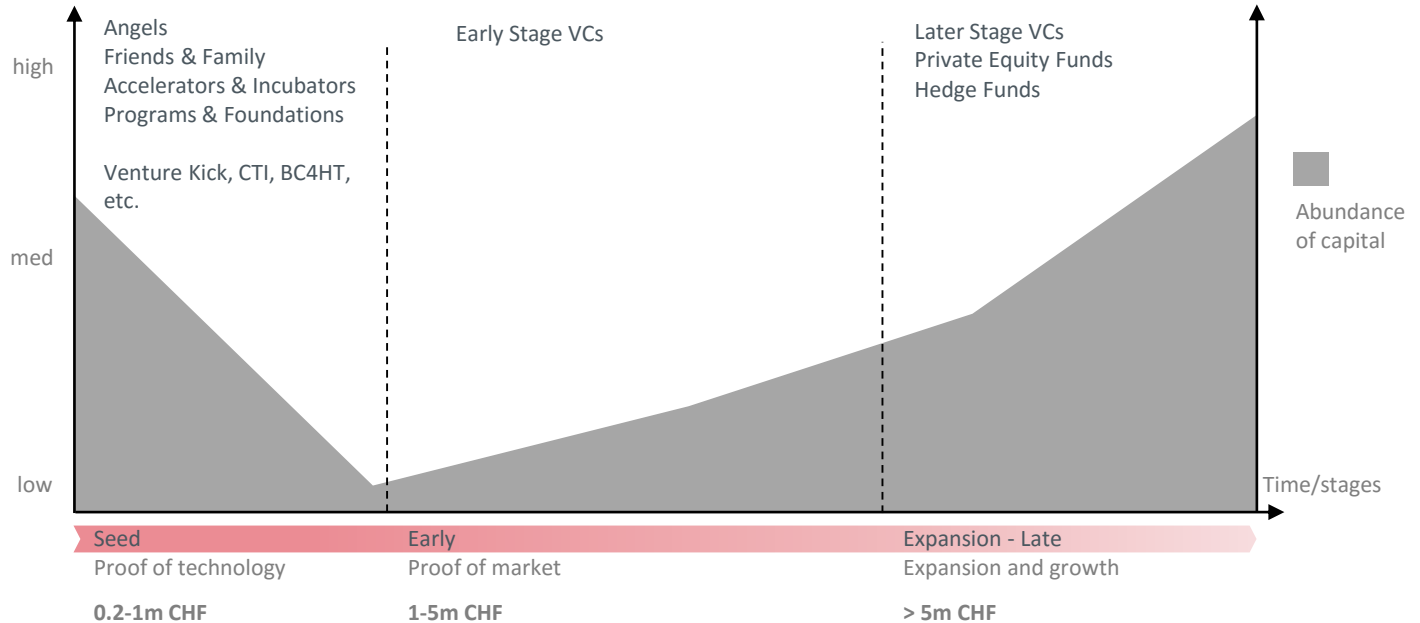 Angels
Friends & Family
Accelerators & Incubators
Programs & Foundations
Venture Kick, CTI, BC4HT,
etc.
Early Stage VCs
Later Stage VCs
Private Equity Funds
Hedge Funds
high
med
low
Abundance
of capital
Time/stages
Seed
Proof of technology
0.2-1m CHF
Early
Proof of market
1-5m CHF
Expansion - Late
Expansion and growth
> 5m CHF